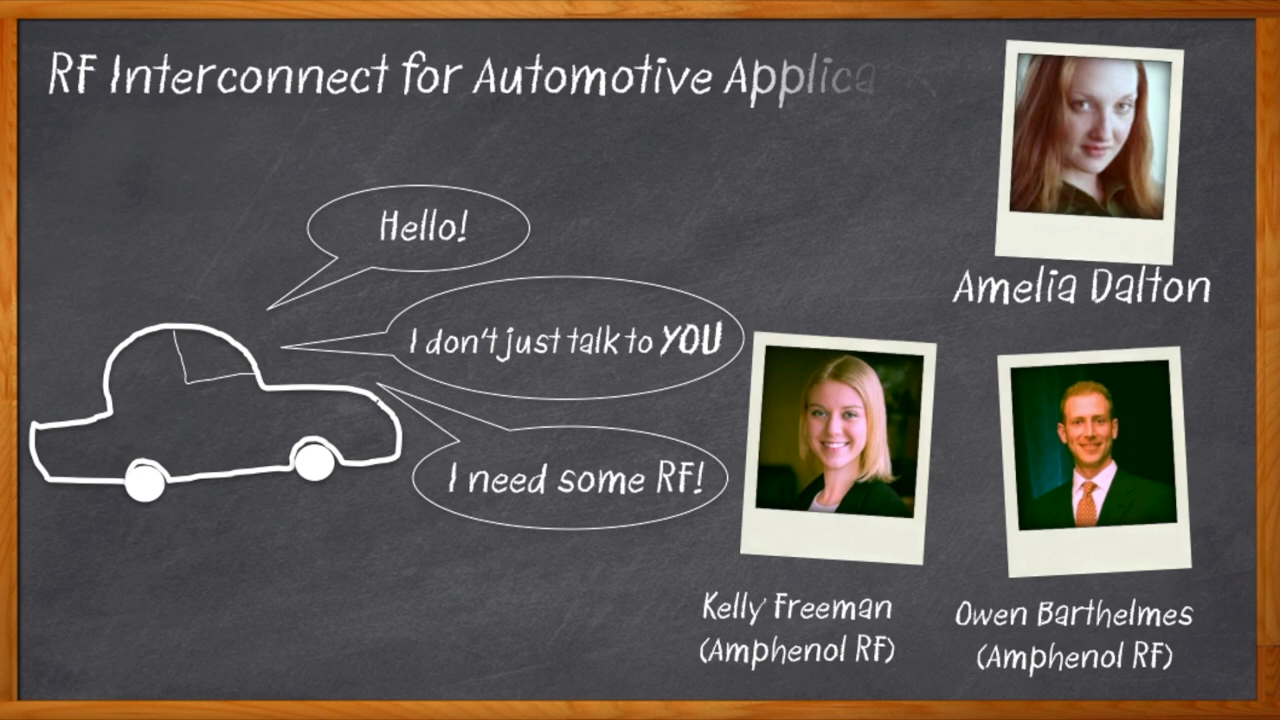 RF Interconnect for Automotive Applica
Hello!
I don't just talk to YOU
I need some RF!
Amelia Dalton
Kelly Freeman
(Amphenol RF)
Owen Barthelmes
(Amphenol RF)